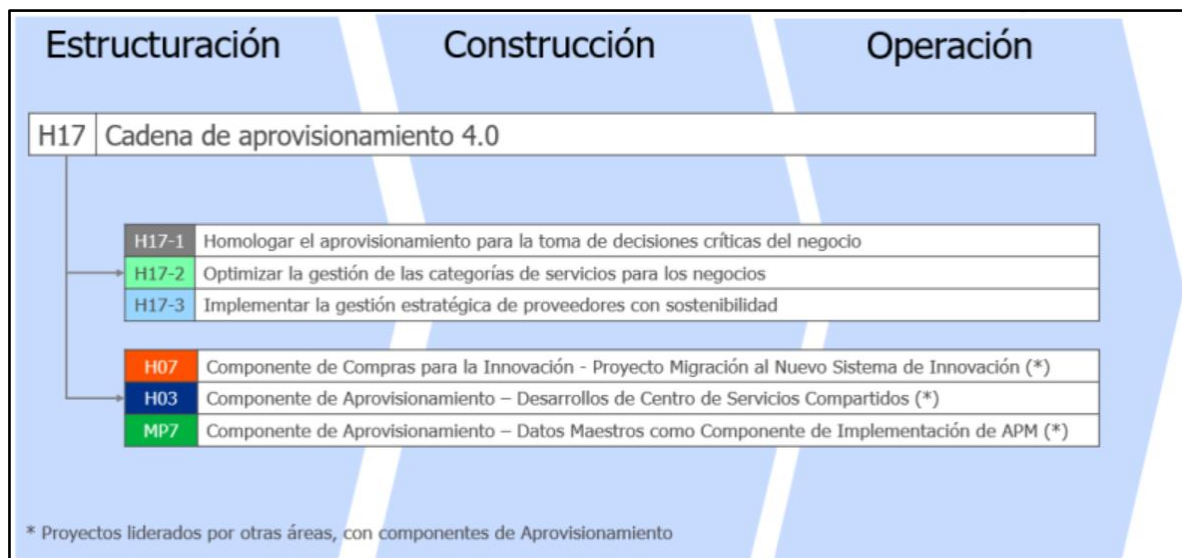 Estructuración Construcción Operación
H17 Cadena de aprovisionamiento 4.0
H17-1 Homologar el aprovisionamiento para la toma de decisiones críticas del negocio
H17-2 Optimizar la gestión de las categorías de servicios para los negocios
H17-3 Implementar la gestión estratégica de proveedores con sostenibilidad
H07 Componente de Compras para la Innovación - Proyecto Migración al Nuevo Sistema de Innovación (*)
H03 Componente de Aprovisionamiento – Desarrollos de Centro de Servicios Compartidos (*)
MP7 Componente de Aprovisionamiento – Datos Maestros como Componente de Implementación de APM (*)
* Proyectos liderados por otras áreas, con componentes de Aprovisionamiento